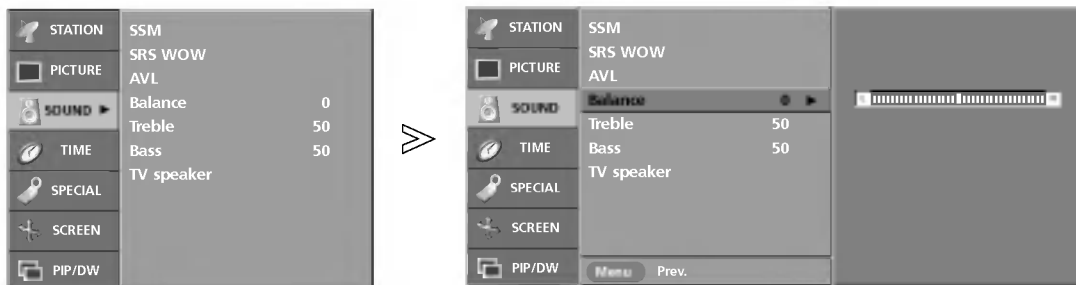 STATION
PICTURE
SOUND ►
TIME
SPECIAL
SCREEN
PIP/DW
SSM
SRS WOW
AVL
Balance 0
Treble 50
Bass 50
TV speaker
STATION
PICTURE
SOUND
TIME
SPECIAL
SCREEN
PIP/DW
SSM
SRS WOW
AVL
Balance 0 ►
Treble 50
Bass 50
TV speaker
Menu Prev.